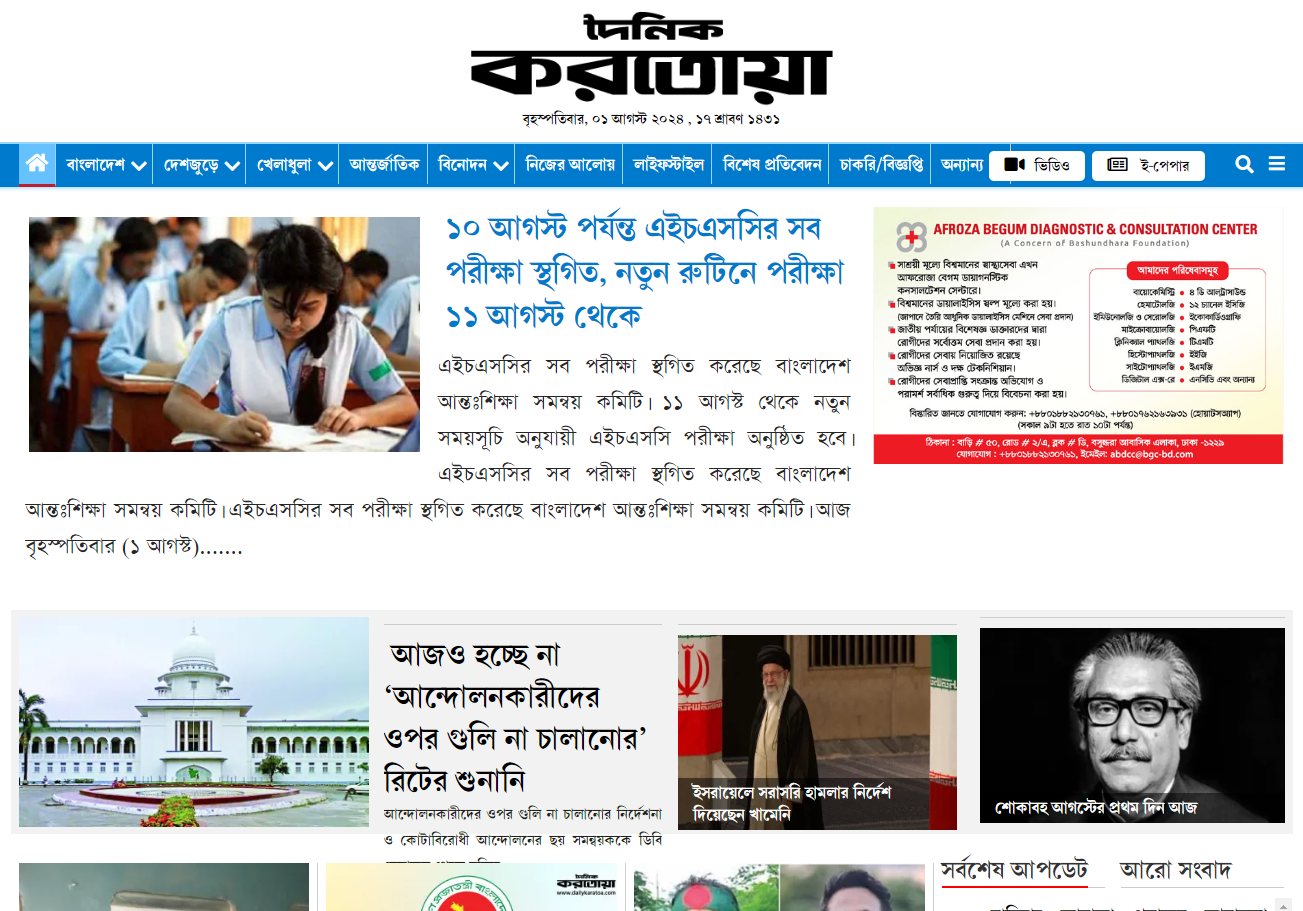 দৈনিক
করতোয়া
বৃহস্পতিবার, ০১ আগস্ট ২০২৪ , ১৭ শ্রাবণ ১৪৩১
বাংলাদেশ দেশজুড়ে খেলাধুলা আন্তর্জাতিক বিনোদন নিজের আলোয় লাইফস্টাইল বিশেষ প্রতিবেদন চাকরি/বিজ্ঞপ্তি অন্যান্য ভিডিও ই-পেপার
১০ আগস্ট পর্যন্ত এইচএসসির সব
পরীক্ষা স্থগিত, নতুন রুটিনে পরীক্ষা
১১ আগস্ট থেকে
এইচএসসির সব পরীক্ষা স্থগিত করেছে বাংলাদেশ
আন্তঃশিক্ষা সমন্বয় কমিটি। ১১ আগস্ট থেকে নতুন
সময়সূচি অনুযায়ী এইচএসসি পরীক্ষা অনুষ্ঠিত হবে।
এইচএসসির সব পরীক্ষা স্থগিত করেছে বাংলাদেশ
আন্তঃশিক্ষা সমন্বয় কমিটি।এইচএসসির সব পরীক্ষা স্থগিত করেছে বাংলাদেশ আন্তঃশিক্ষা সমন্বয় কমিটি।আজ
বৃহস্পতিবার (১ আগস্ট).......
AFROZA BEGUM DIAGNOSTIC & CONSULTATION CENTER
(A Concern of Bashundhara Foundation)
সাশ্রয়ী মূল্যে বিশ্বমানের স্বাস্থ্যসেবা এখন
আফরোজা বেগম ডায়াগনস্টিক
কনসালটেশন সেন্টারে।
বিশ্বমানের ডায়ালাইসিস স্বল্প মূল্যে করা হয়।
(জাপানে তৈরি আধুনিক ডায়ালাইসিস মেশিনে সেবা প্রদান)
জাতীয় পর্যায়ের বিশেষজ্ঞ ডাক্তারদের দ্বারা
রোগীদের সর্বোত্তম সেবা প্রদান করা হয়।
রোগীদের সেবায় নিয়োজিত রয়েছে
অভিজ্ঞ নার্স ও দক্ষ টেকনিশিয়ান।
রোগীদের সেবাপ্রাপ্তি সংক্রান্ত অভিযোগ ও
পরামর্শ সর্বাধিক গুরুত্ব দিয়ে বিবেচনা করা হয়।
আমাদের পরিষেবাসমূহ
বায়োকেমিস্ট্রি ● ৪ ডি আলট্রাসাউন্ড
হেমাটোলজি ● ১২ চ্যানেল ইসিজি
ইমিউনোলজি ও সেরোলজি ● ইকোকার্ডিওগ্রাফি
মাইক্রোবায়োলজি ● পিএফটি
ক্লিনিক্যাল প্যাথলজি ● টিএমটি
হিস্টোপ্যাথলজি ● ইইজি
সাইটোপ্যাথলজি ● ইএমজি
ডিজিটাল এক্স-রে ● এনসিভি এবং অন্যান্য
বিস্তারিত জানতে যোগাযোগ করুন: +৮৮০১৮৮২১৩০৭৬১, +৮৮০১৭৬২১৬৩৯৩১ (হোয়াটসঅ্যাপ)
(সকাল ৯টা হতে রাত ১০টা পর্যন্ত)
ঠিকানা : বাড়ি # ৫০, রোড # ২/এ, ব্লক # ডি, বসুন্ধরা আবাসিক এলাকা, ঢাকা -১২২৯
যোগাযোগ : +৮৮০১৮৮২১৩০৭৬১, ইমেইল: abdcc@bgc-bd.com
আজও হচ্ছে না
‘আন্দোলনকারীদের
ওপর গুলি না চালানোর’
রিটের শুনানি
আন্দোলনকারীদের ওপর গুলি না চালানোর নির্দেশনা
ও কোটাবিরোধী আন্দোলনের ছয় সমন্বয়ককে ডিবি
ইসরায়েলে সরাসরি হামলার নির্দেশ
দিয়েছেন খামেনি
শোকাবহ আগস্টের প্রথম দিন আজ
দৈনিক
করতোয়া
www.dailykaratoa.com
সর্বশেষ আপডেট আরো সংবাদ